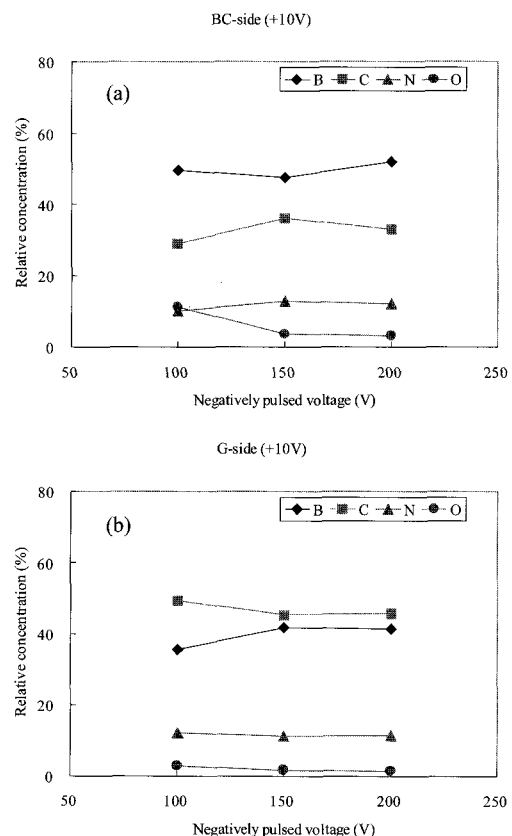 BC-side (+10V)
80
60
40
20
0
Relative concentration (%)
(a)
B C N O
50 100 150 200 250
Negatively pulsed voltage (V)
G-side (+10V)
80
60
40
20
0
Relative concentration (%)
(b)
B C N O
50 100 150 200 250
Negatively pulsed voltage (V)